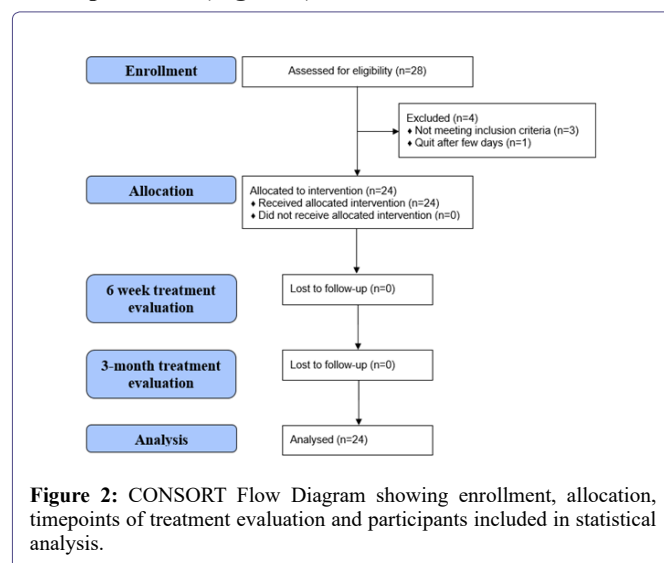 Enrollment
Assessed for eligibility (n=28)
Excluded (n=4)
♦ Not meeting inclusion criteria (n=3)
♦ Quit after few days (n=1)
Allocation
Allocated to intervention (n=24)
♦ Received allocated intervention (n=24)
♦ Did not receive allocated intervention (n=0)
6 week treatment
evaluation
Lost to follow-up (n=0)
3-month treatment
evaluation
Lost to follow-up (n=0)
Analysis
Analysed (n=24)
Figure 2: CONSORT Flow Diagram showing enrollment, allocation,
timepoints of treatment evaluation and participants included in statistical
analysis.